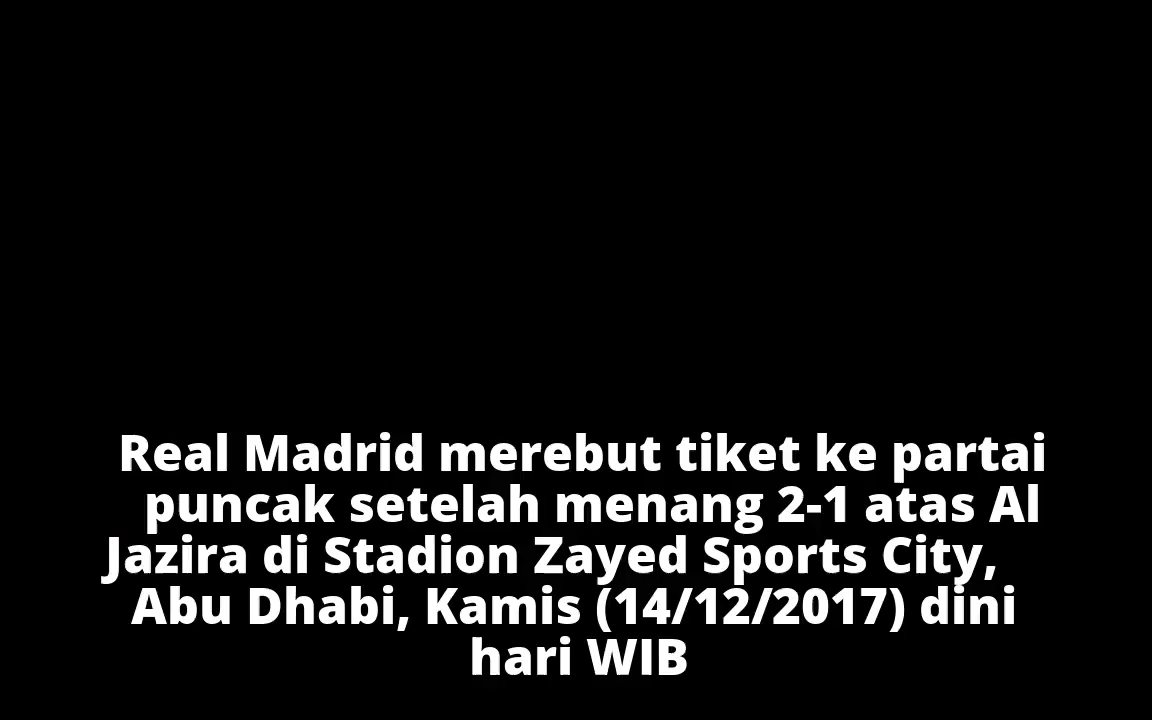 Real Madrid merebut tiket ke partai
puncak setelah menang 2-1 atas Al
Jazira di Stadion Zayed Sports City,
Abu Dhabi, Kamis (14/12/2017) dini
hari WIB